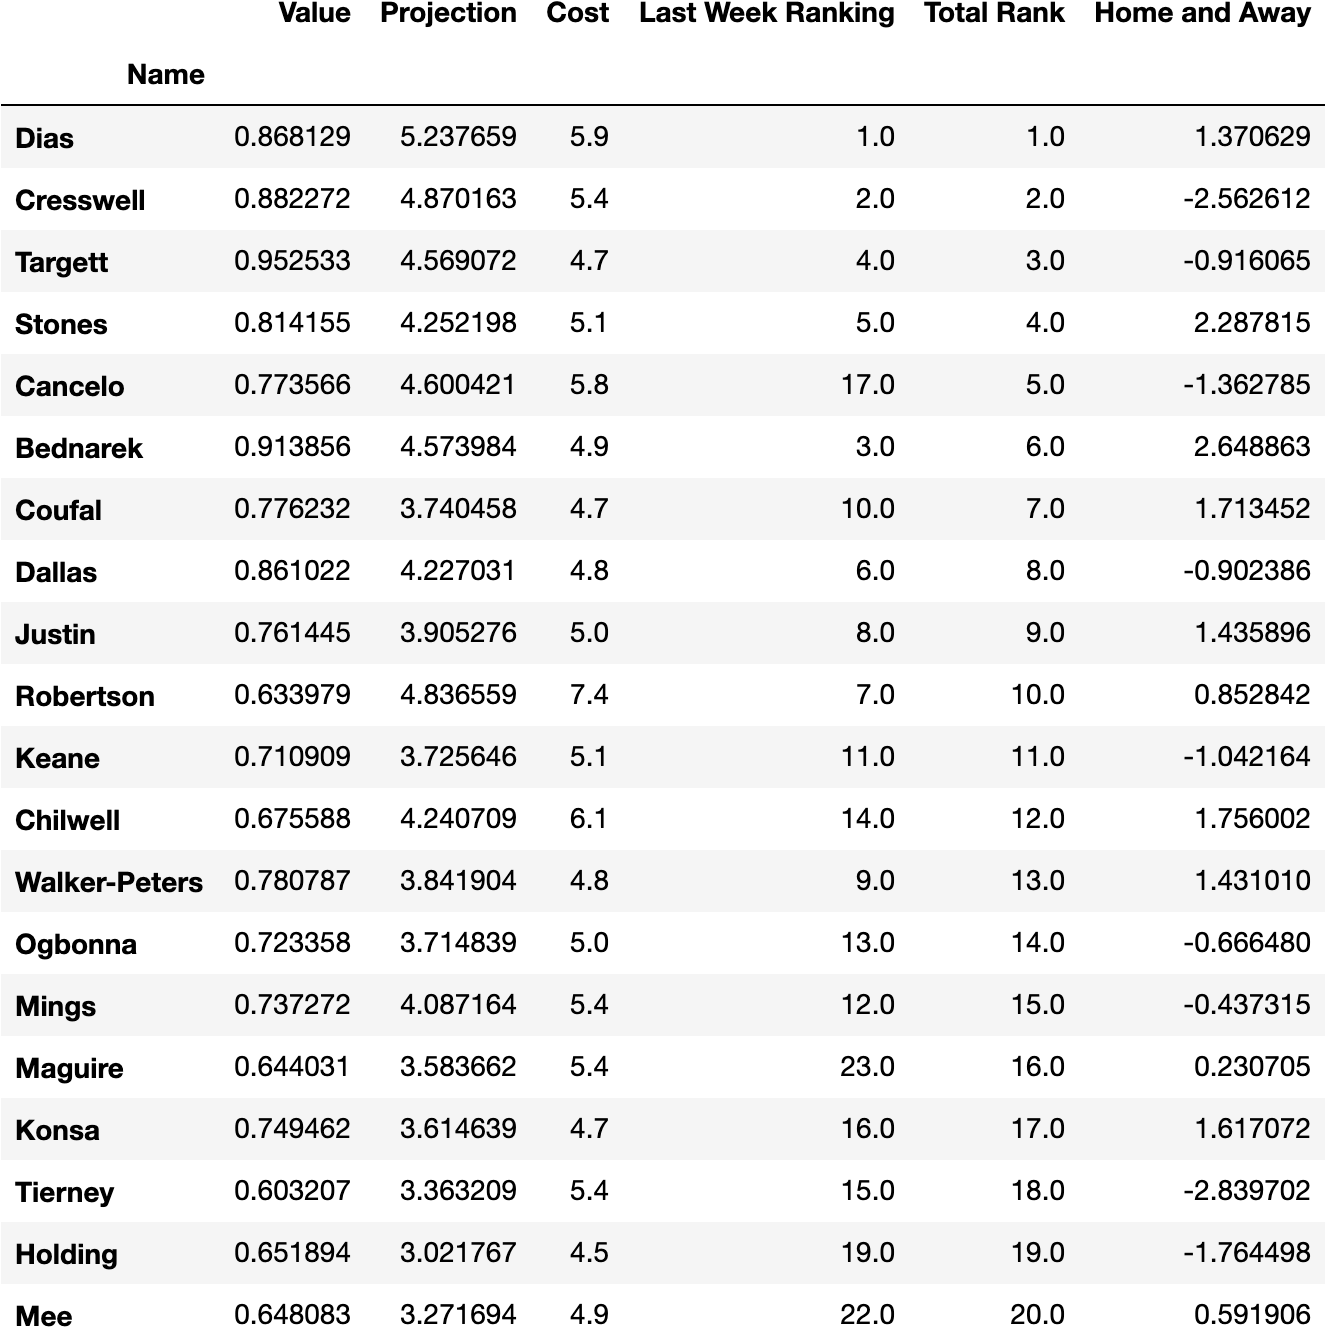 Value Projection Cost Last Week Ranking Total Rank Home and Away
Name
Dias 0.868129 5.237659 5.9 1.0 1.0 1.370629
Cresswell 0.882272 4.870163 5.4 2.0 2.0 -2.562612
Targett 0.952533 4.569072 4.7 4.0 3.0 -0.916065
Stones 0.814155 4.252198 5.1 5.0 4.0 2.287815
Cancelo 0.773566 4.600421 5.8 17.0 5.0 -1.362785
Bednarek 0.913856 4.573984 4.9 3.0 6.0 2.648863
Coufal 0.776232 3.740458 4.7 10.0 7.0 1.713452
Dallas 0.861022 4.227031 4.8 6.0 8.0 -0.902386
Justin 0.761445 3.905276 5.0 8.0 9.0 1.435896
Robertson 0.633979 4.836559 7.4 7.0 10.0 0.852842
Keane 0.710909 3.725646 5.1 11.0 11.0 -1.042164
Chilwell 0.675588 4.240709 6.1 14.0 12.0 1.756002
Walker-Peters 0.780787 3.841904 4.8 9.0 13.0 1.431010
Ogbonna 0.723358 3.714839 5.0 13.0 14.0 -0.666480
Mings 0.737272 4.087164 5.4 12.0 15.0 -0.437315
Maguire 0.644031 3.583662 5.4 23.0 16.0 0.230705
Konsa 0.749462 3.614639 4.7 16.0 17.0 1.617072
Tierney 0.603207 3.363209 5.4 15.0 18.0 -2.839702
Holding 0.651894 3.021767 4.5 19.0 19.0 -1.764498
Mee 0.648083 3.271694 4.9 22.0 20.0 0.591906